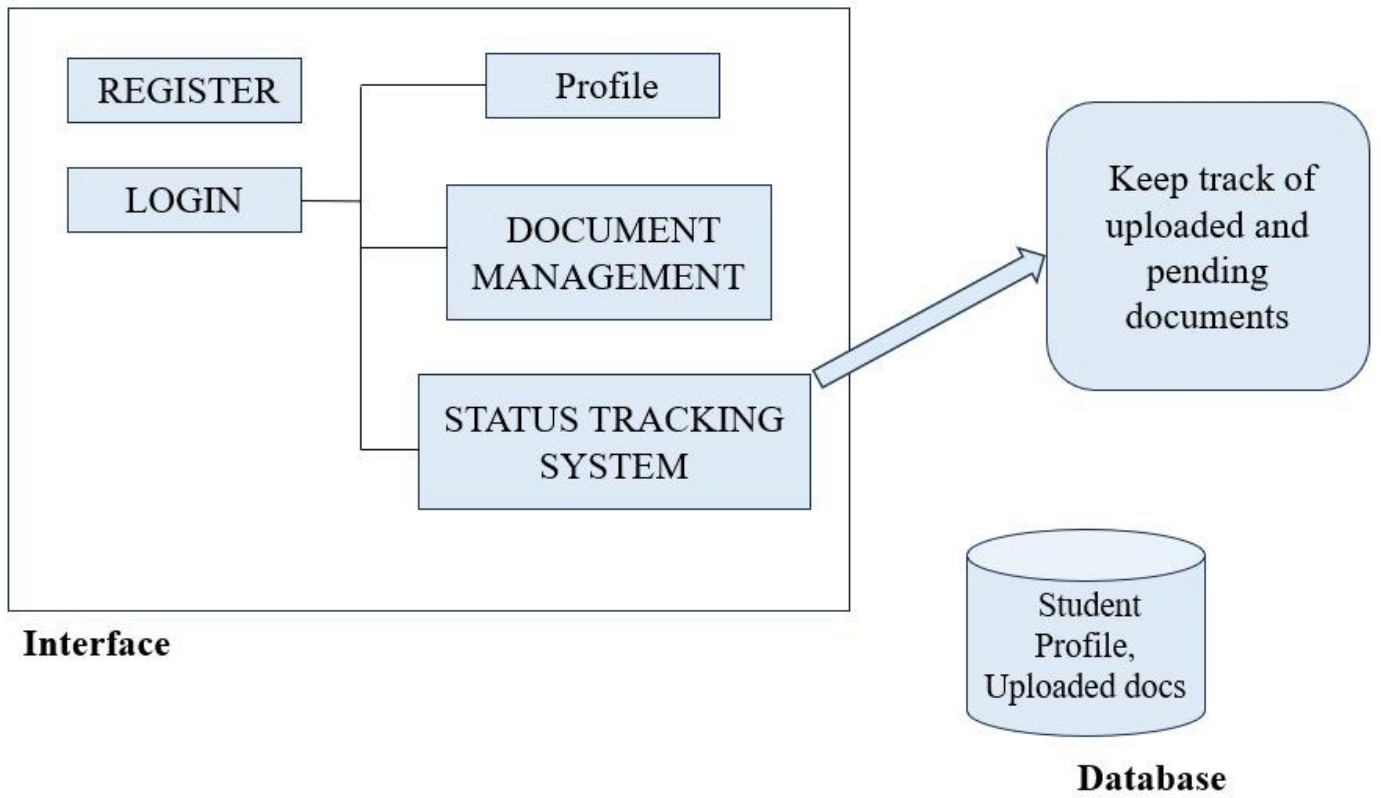 REGISTER
Profile
LOGIN
DOCUMENT
MANAGEMENT
STATUS TRACKING
SYSTEM
Keep track of
uploaded and
pending
documents
Interface
Student
Profile,
Uploaded docs
Database